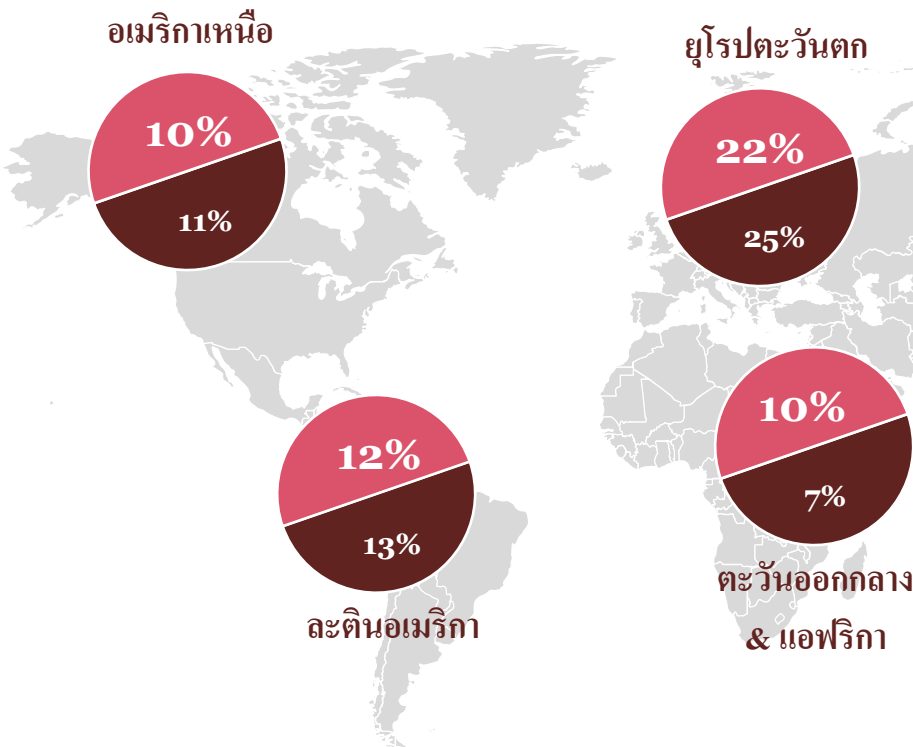 อเมริกาเหนือ
10%
11%
ยุโรปตะวันตก
22%
25%
12%
13%
ละตินอเมริกา
10%
7%
ตะวันออกกลาง
& แอฟริกา